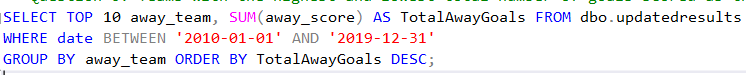 SELECT TOP 10 away_team, SUM(away_score) AS TotalAwayGoals FROM dbo.updatedresults
WHERE date BETWEEN '2010-01-01' AND '2019-12-31'
GROUP BY away_team ORDER BY TotalAwayGoals DESC;